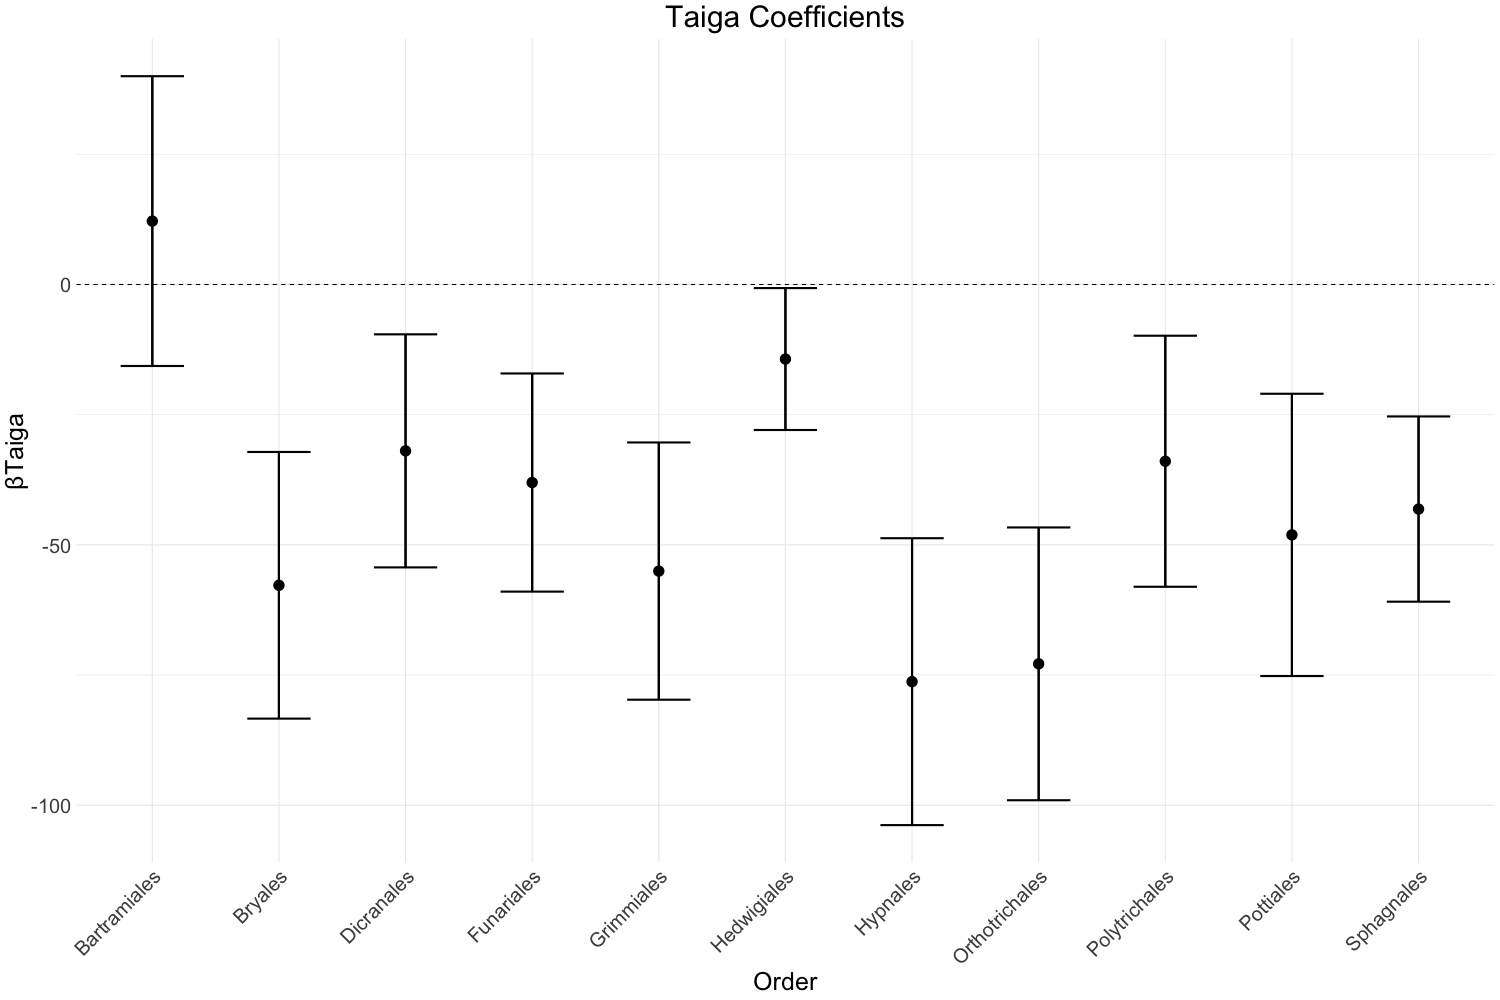 Taiga Coefficients
βTaiga
0
-50
-100
Bartramiales
Bryales
Dicranales
Funariales
Grimmiales
Hedwigiales
Hypnales
Orthotrichales
Polytrichales
Pottiales
Sphagnales
Order